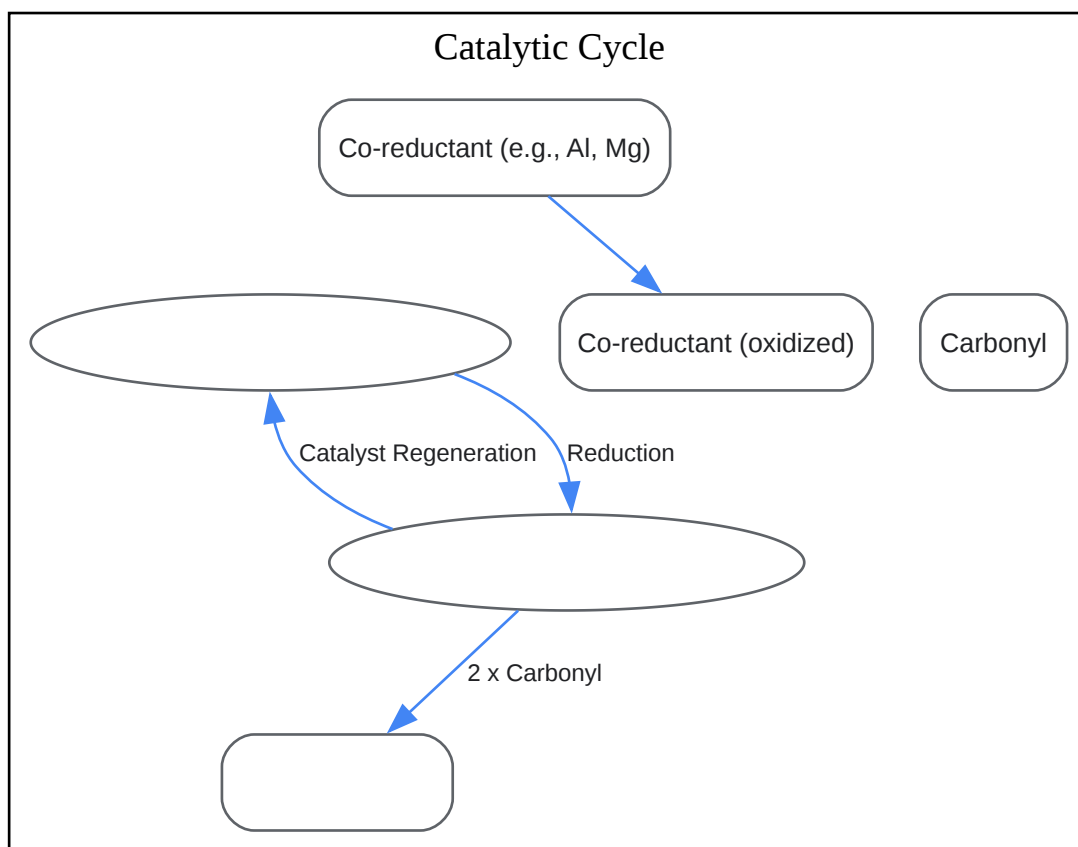 Catalytic Cycle
Co-reductant (e.g., Al, Mg)
Co-reductant (oxidized)
Carbonyl
Catalyst Regeneration
Reduction
2 x Carbonyl